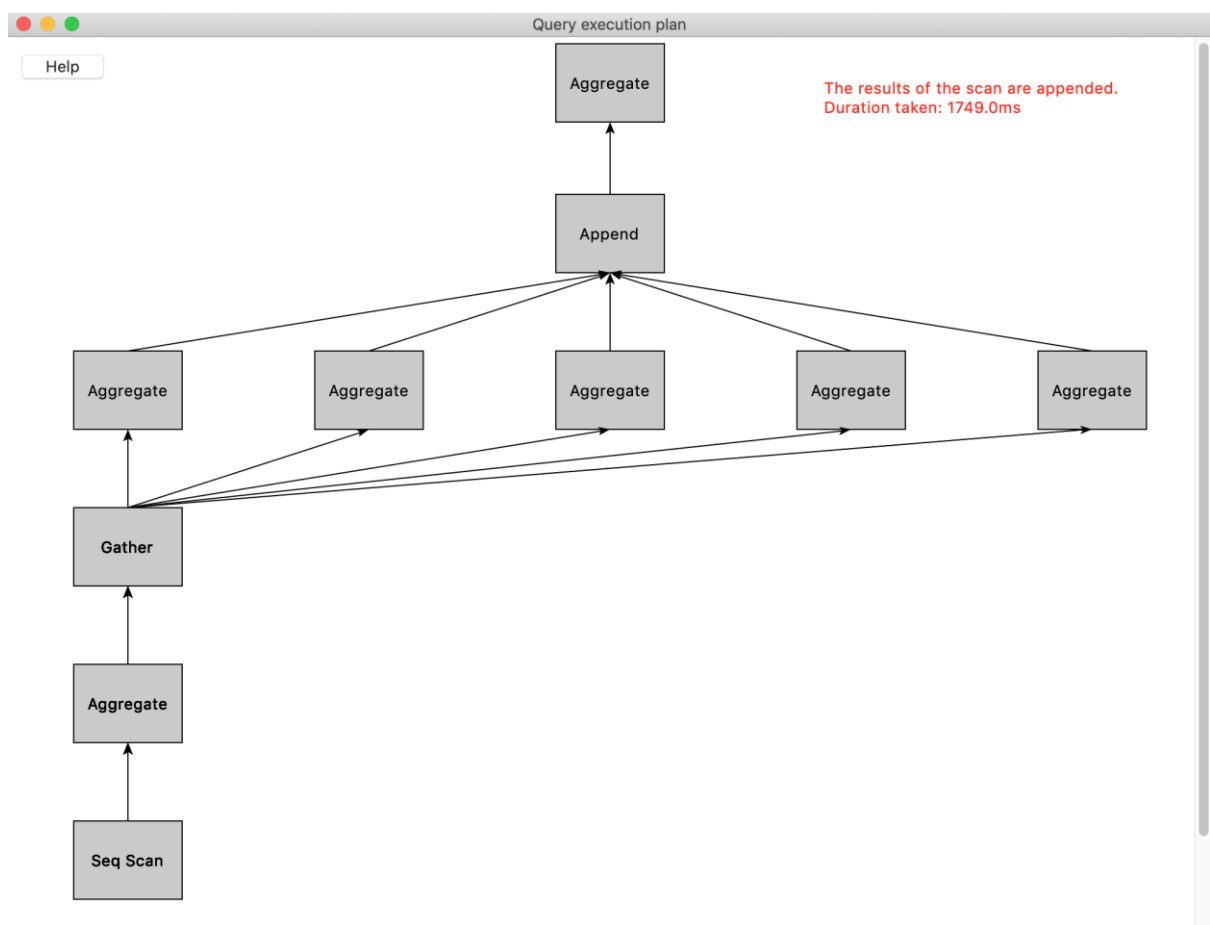 Query execution plan
Help
Aggregate
The results of the scan are appended.
Duration taken: 1749.0ms
Append
Aggregate
Aggregate
Aggregate
Aggregate
Aggregate
Gather
Aggregate
Seq Scan